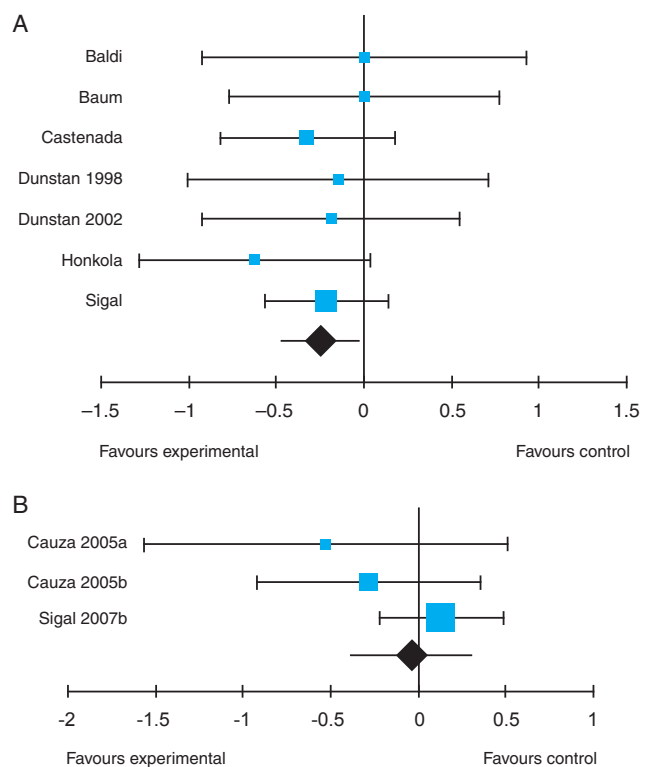 A
Baldi
Baum
Castenada
Dunstan 1998
Dunstan 2002
Honkola
Sigal
−1.5 −1 −0.5 0 0.5 1 1.5
Favours experimental Favours control
B
Cauza 2005a
Cauza 2005b
Sigal 2007b
-2 -1.5 -1 -0.5 0 0.5 1
Favours experimental Favours control